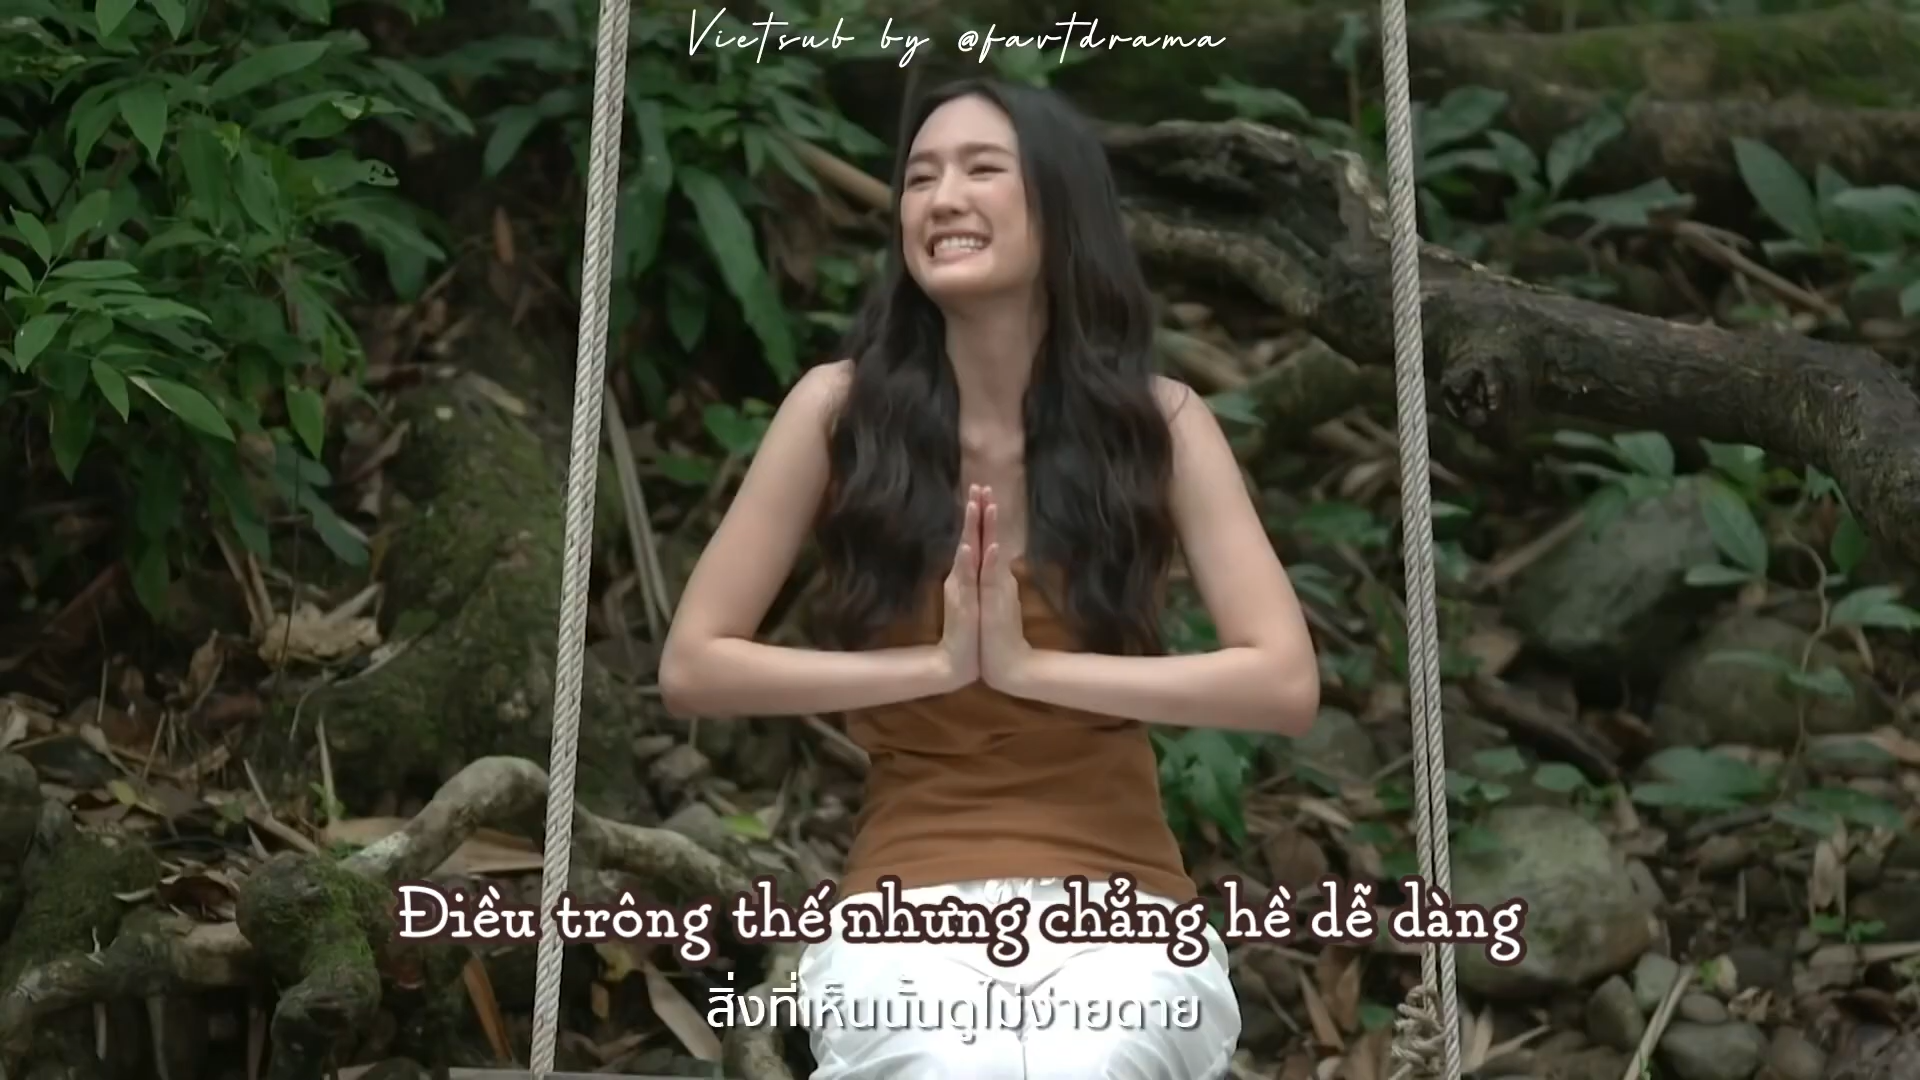 Vietsub by @favtdrama
Điều trông thế nhưng chẳng hề dễ dàng
สิ่งที่เห็นนั้นดูไม่ง่ายดาย